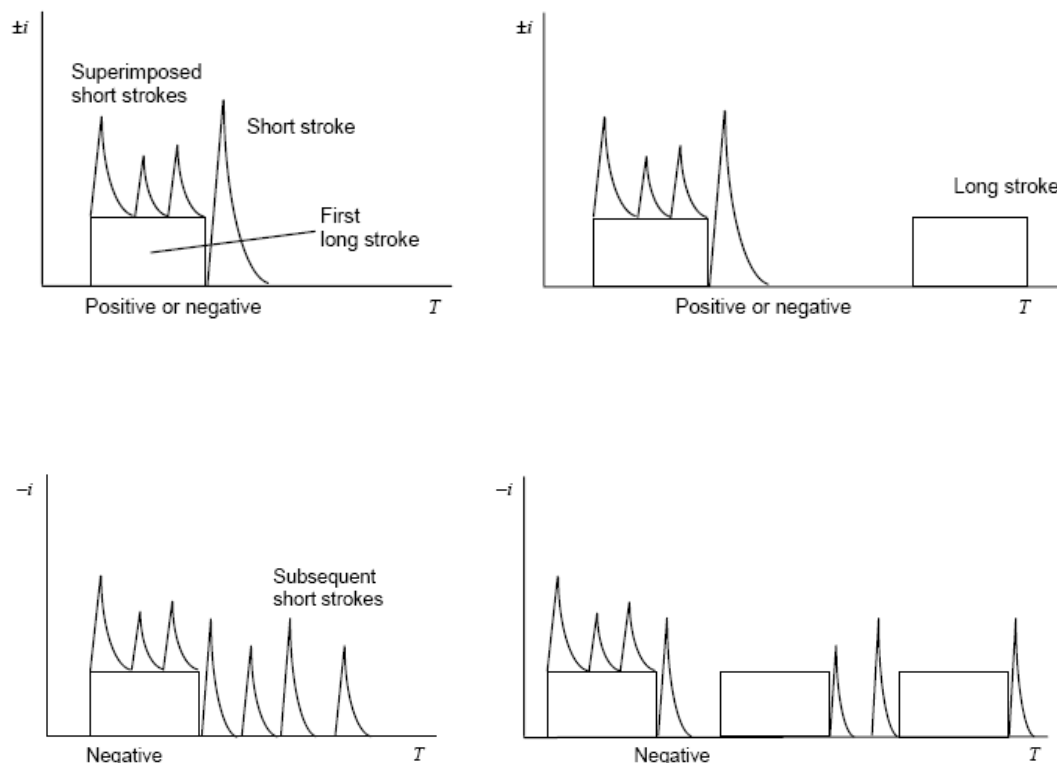 ±i
Superimposed
short strokes
Short stroke
First
long stroke
Positive or negative
T
±i
Long stroke
Positive or negative
T
–i
Subsequent
short strokes
Negative
T
–i
Negative
T